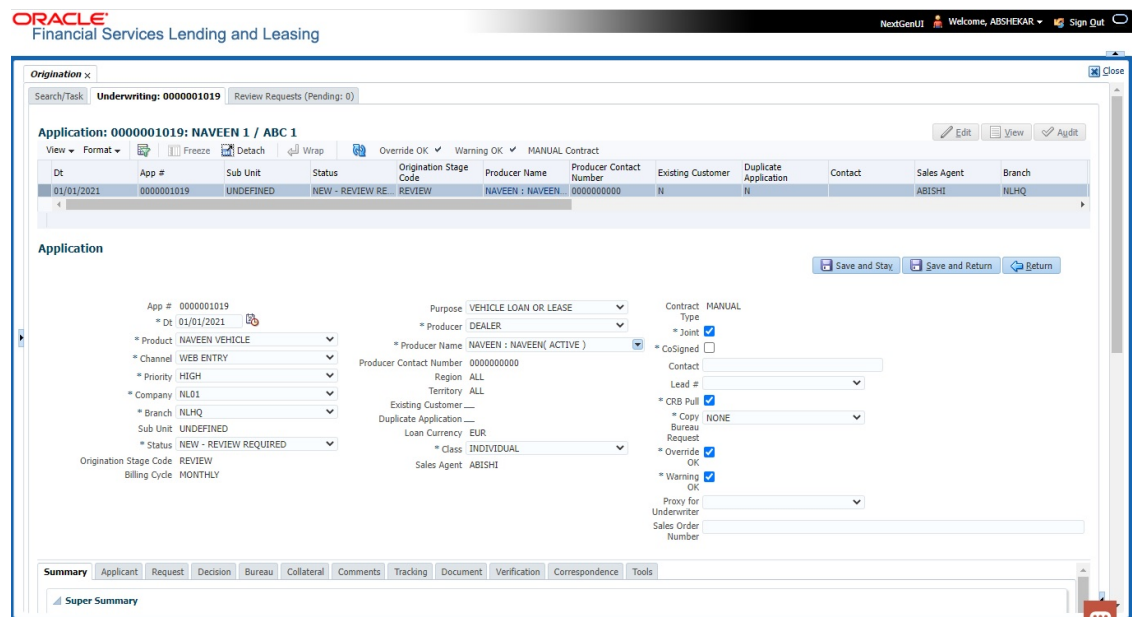 ORACLE
Financial Services Lending and Leasing
NextGenUI Welcome, ABSHEKAR Sign Out
Origination x
Close
Search/Task Underwriting: 0000001019 Review Requests (Pending: 0)
Application: 0000001019: NAVEEN 1 / ABC 1
Edit View Audit
View Format Freeze Detach Wrap Override OK Warning OK MANUAL Contract
Dt App # Sub Unit Status Origination Stage Code Producer Name Producer Contact Number Existing Customer Duplicate Application Contact Sales Agent Branch
01/01/2021 0000001019 UNDEFINED NEW - REVIEW RE... REVIEW NAVEEN : NAVEEN... 0000000000 N N ABISHI NLHQ
Application
Save and Stay Save and Return Return
App # 0000001019
* Dt 01/01/2021
* Product NAVEEN VEHICLE
* Channel WEB ENTRY
* Priority HIGH
* Company NL01
* Branch NLHQ
Sub Unit UNDEFINED
* Status NEW - REVIEW REQUIRED
Origination Stage Code REVIEW
Billing Cycle MONTHLY
Purpose VEHICLE LOAN OR LEASE
* Producer DEALER
* Producer Name NAVEEN : NAVEEN( ACTIVE )
Producer Contact Number 0000000000
Region ALL
Territory ALL
Existing Customer
Duplicate Application
Loan Currency EUR
* Class INDIVIDUAL
Sales Agent ABISHI
Contract MANUAL
Type
* Joint
* CoSigned
Contact
Lead #
* CRB Pull
* Copy NONE
Bureau
Request
* Override
OK
* Warning
OK
Proxy for
Underwriter
Sales Order
Number
Summary Applicant Request Decision Bureau Collateral Comments Tracking Document Verification Correspondence Tools
Super Summary